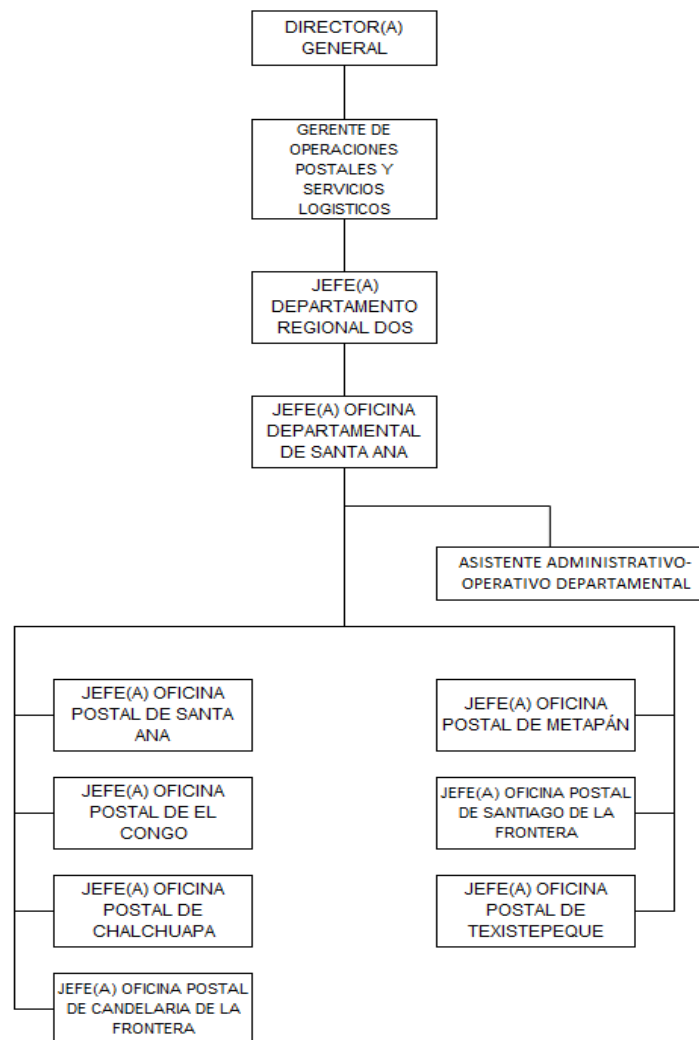 DIRECTOR(A)
GENERAL
GERENTE DE
OPERACIONES
POSTALES Y
SERVICIOS
LOGISTICOS
JEFE(A)
DEPARTAMENTO
REGIONAL DOS
JEFE(A) OFICINA
DEPARTAMENTAL
DE SANTA ANA
ASISTENTE ADMINISTRATIVO-
OPERATIVO DEPARTAMENTAL
JEFE(A) OFICINA
POSTAL DE SANTA
ANA
JEFE(A) OFICINA
POSTAL DE EL
CONGO
JEFE(A) OFICINA
POSTAL DE
CHALCHUAPA
JEFE(A) OFICINA POSTAL
DE CANDELARIA DE LA
FRONTERA
JEFE(A) OFICINA
POSTAL DE METAPÁN
JEFE(A) OFICINA POSTAL
DE SANTIAGO DE LA
FRONTERA
JEFE(A) OFICINA
POSTAL DE
TEXISTEPEQUE